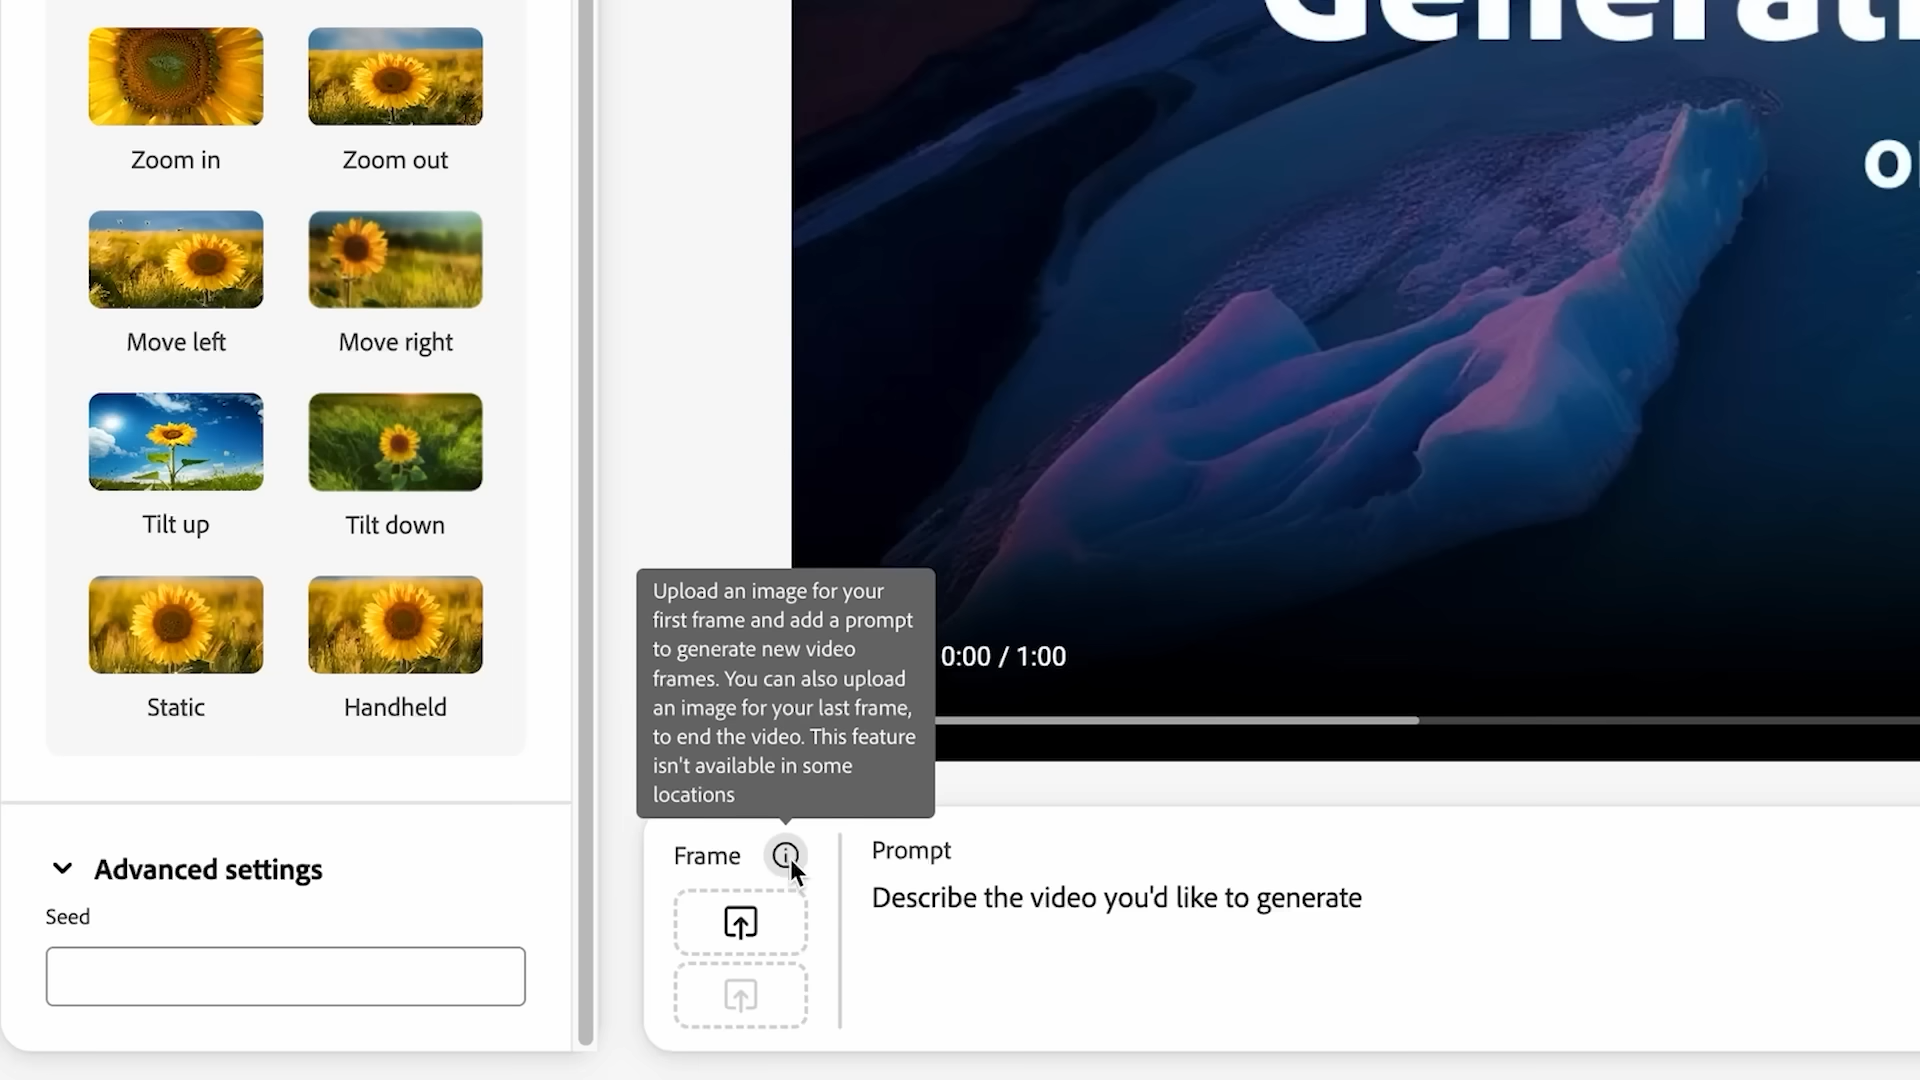 Zoom in
Zoom out
Move left
Move right
Tilt up
Tilt down
Static
Handheld
Advanced settings
Seed
Upload an image for your
first frame and add a prompt
to generate new video
frames. You can also upload
an image for your last frame,
to end the video. This feature
isn't available in some
locations
0:00 / 1:00
Frame
Prompt
Describe the video you'd like to generate